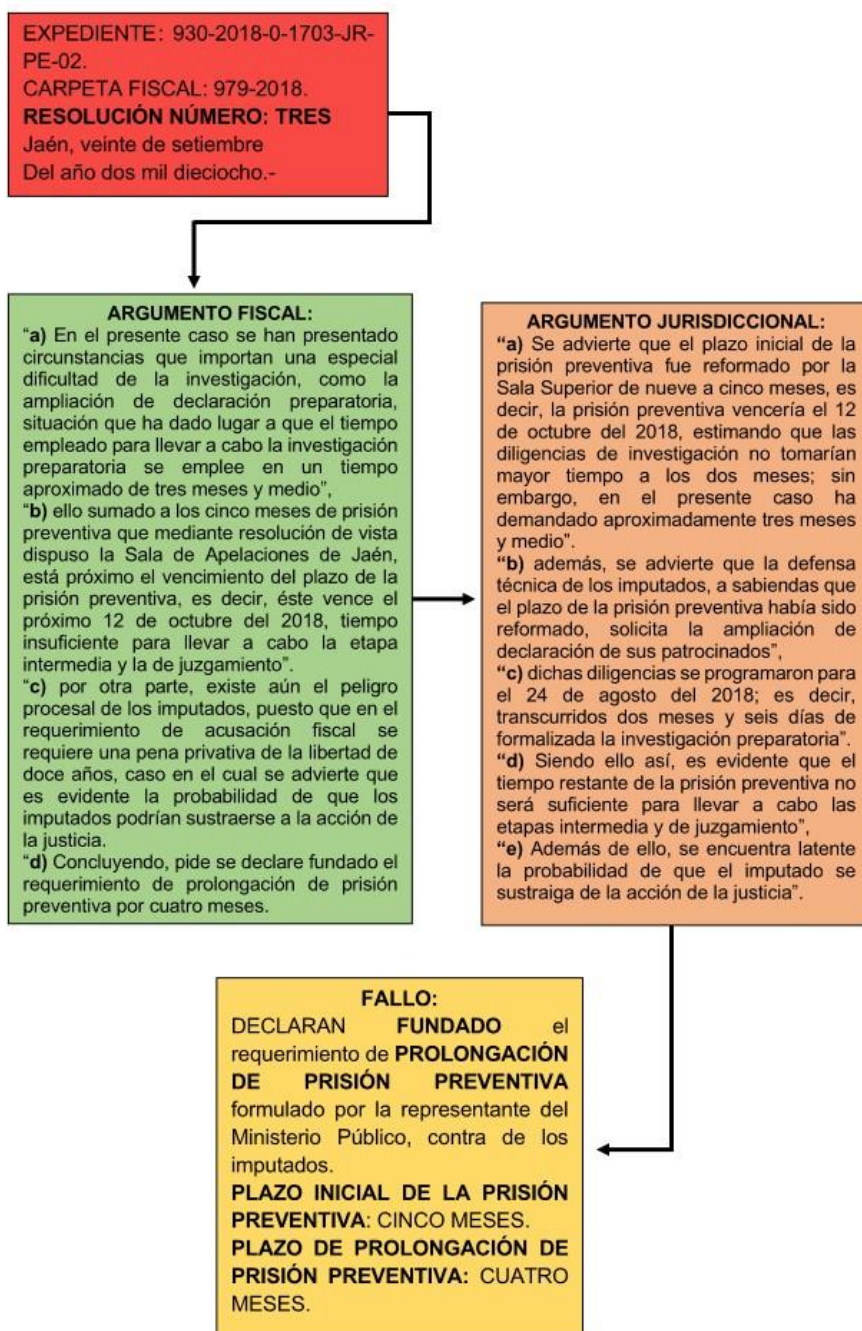 EXPEDIENTE: 930-2018-0-1703-JR-
PE-02.
CARPETA FISCAL: 979-2018.
RESOLUCIÓN NÚMERO: TRES
Jaén, veinte de setiembre
Del año dos mil dieciocho.-
ARGUMENTO FISCAL:
“a) En el presente caso se han presentado
circunstancias que importan una especial
dificultad de la investigación, como la
ampliación de declaración preparatoria,
situación que ha dado lugar a que el tiempo
empleado para llevar a cabo la investigación
preparatoria se emplee en un tiempo
aproximado de tres meses y medio”,
“b) ello sumado a los cinco meses de prisión
preventiva que mediante resolución de vista
dispuso la Sala de Apelaciones de Jaén,
está próximo el vencimiento del plazo de la
prisión preventiva, es decir, éste vence el
próximo 12 de octubre del 2018, tiempo
insuficiente para llevar a cabo la etapa
intermedia y la de juzgamiento”.
“c) por otra parte, existe aún el peligro
procesal de los imputados, puesto que en el
requerimiento de acusación fiscal se
requiere una pena privativa de la libertad de
doce años, caso en el cual se advierte que
es evidente la probabilidad de que los
imputados podrían sustraerse a la acción de
la justicia.
“d) Concluyendo, pide se declare fundado el
requerimiento de prolongación de prisión
preventiva por cuatro meses.
ARGUMENTO JURISDICCIONAL:
“a) Se advierte que el plazo inicial de la
prisión preventiva fue reformado por la
Sala Superior de nueve a cinco meses, es
decir, la prisión preventiva vencería el 12
de octubre del 2018, estimando que las
diligencias de investigación no tomarían
mayor tiempo a los dos meses; sin
embargo, en el presente caso ha
demandado aproximadamente tres meses
y medio”.
“b) además, se advierte que la defensa
técnica de los imputados, a sabiendas que
el plazo de la prisión preventiva había sido
reformado, solicita la ampliación de
declaración de sus patrocinados”,
“c) dichas diligencias se programaron para
el 24 de agosto del 2018; es decir,
transcurridos dos meses y seis días de
formalizada la investigación preparatoria”.
“d) Siendo ello así, es evidente que el
tiempo restante de la prisión preventiva no
será suficiente para llevar a cabo las
etapas intermedia y de juzgamiento”,
“e) Además de ello, se encuentra latente
la probabilidad de que el imputado se
sustraiga de la acción de la justicia”.
FALLO:
DECLARAN FUNDADO el
requerimiento de PROLONGACIÓN
DE PRISIÓN PREVENTIVA
formulado por la representante del
Ministerio Público, contra de los
imputados.
PLAZO INICIAL DE LA PRISIÓN
PREVENTIVA: CINCO MESES.
PLAZO DE PROLONGACIÓN DE
PRISIÓN PREVENTIVA: CUATRO
MESES.